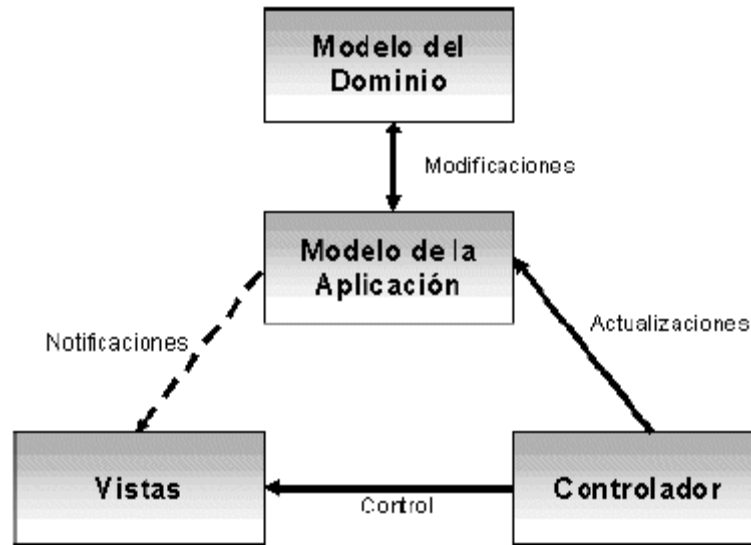 Modelo del
Dominio
Modificaciones
Modelo de la
Aplicación
Notificaciones
Actualizaciones
Vistas
Control
Controlador